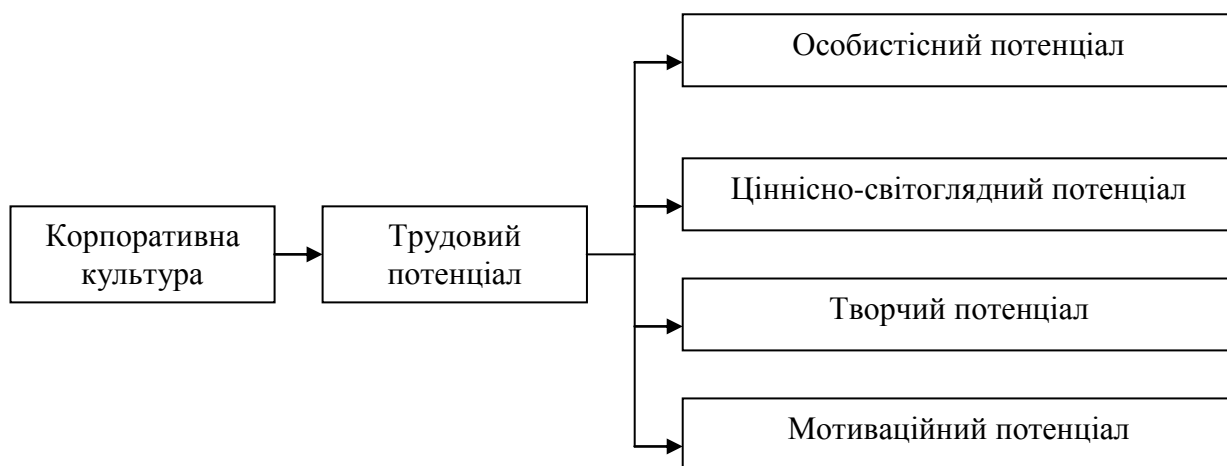 Особистісний потенціал
Ціннісно-світоглядний потенціал
Корпоративна
культура
Трудовий
потенціал
Творчий потенціал
Мотиваційний потенціал